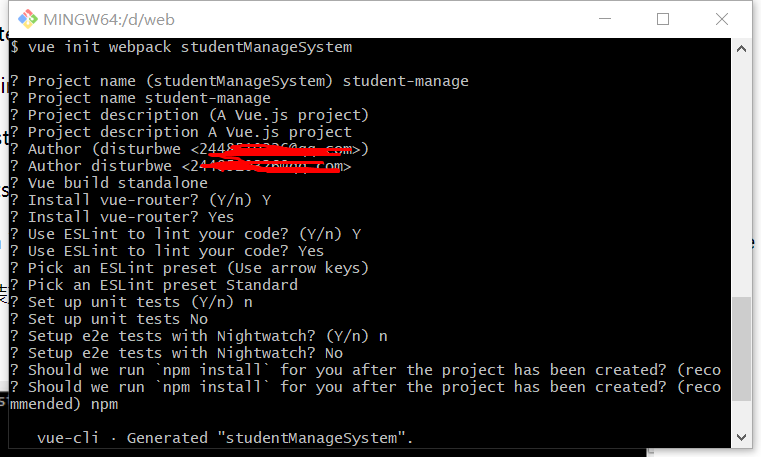 MINGW64:/d/web
$ vue init webpack studentManageSystem
? Project name (studentManageSystem) student-manage
? Project name student-manage
? Project description (A Vue.js project)
? Project description A Vue.js project
? Author (disturbwe <
? Author disturbwe <
? Vue build standalone
? Install vue-router? (Y/n) Y
? Install vue-router? Yes
? Use ESLint to lint your code? (Y/n) Y
? Use ESLint to lint your code? Yes
? Pick an ESLint preset (Use arrow keys)
? Pick an ESLint preset Standard
? Set up unit tests (Y/n) n
? Set up unit tests No
? Setup e2e tests with Nightwatch? (Y/n) n
? Setup e2e tests with Nightwatch? No
? Should we run `npm install` for you after the project has been created? (reco
? Should we run `npm install` for you after the project has been created? (reco
mmended) npm
vue-cli · Generated "studentManageSystem".